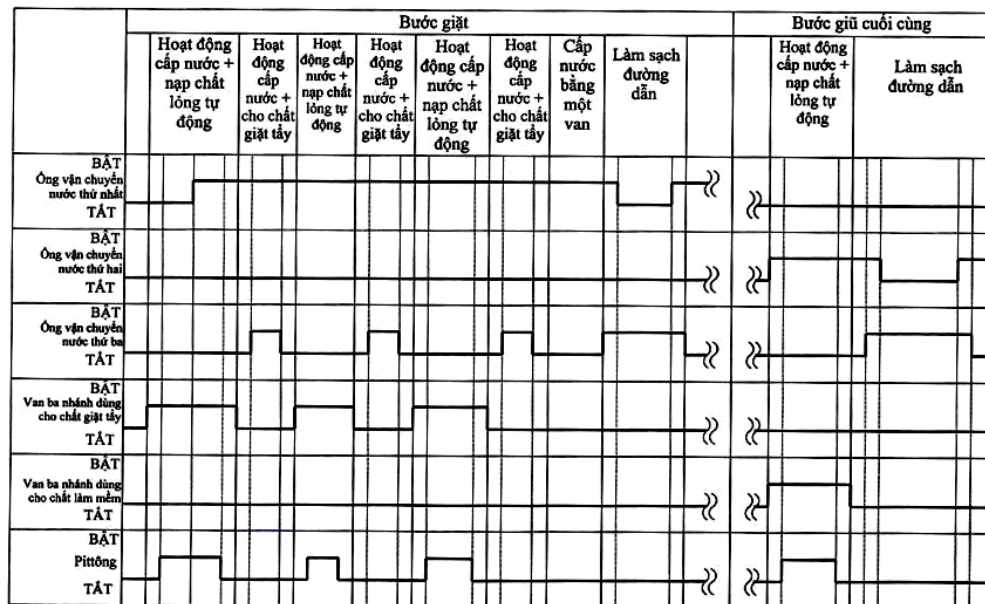 Bước giặt
Bước giũ cuối cùng
Hoạt động
cấp nước +
nạp chất
lỏng tự
động
Hoạt
động
cấp
nước +
cho chất
giặt tẩy
Hoạt
động cấp
nước +
nạp chất
lỏng tự
động
Hoạt
động
cấp
nước +
cho chất
giặt tẩy
Hoạt
động cấp
nước +
nạp chất
lỏng tự
động
Hoạt
động
cấp
nước +
cho chất
giặt tẩy
Cấp
nước
bằng
một
van
Làm sạch
đường
dẫn
Hoạt động
cấp nước +
nạp chất
lỏng tự
động
Làm sạch
đường dẫn
BẬT
Ống vận chuyển
nước thứ nhất
TẮT
BẬT
Ống vận chuyển
nước thứ hai
TẮT
BẬT
Ống vận chuyển
nước thứ ba
TẮT
BẬT
Van ba nhánh dùng
cho chất giặt tẩy
TẮT
BẬT
Van ba nhánh dùng
cho chất làm mềm
TẮT
BẬT
Pittông
TẮT